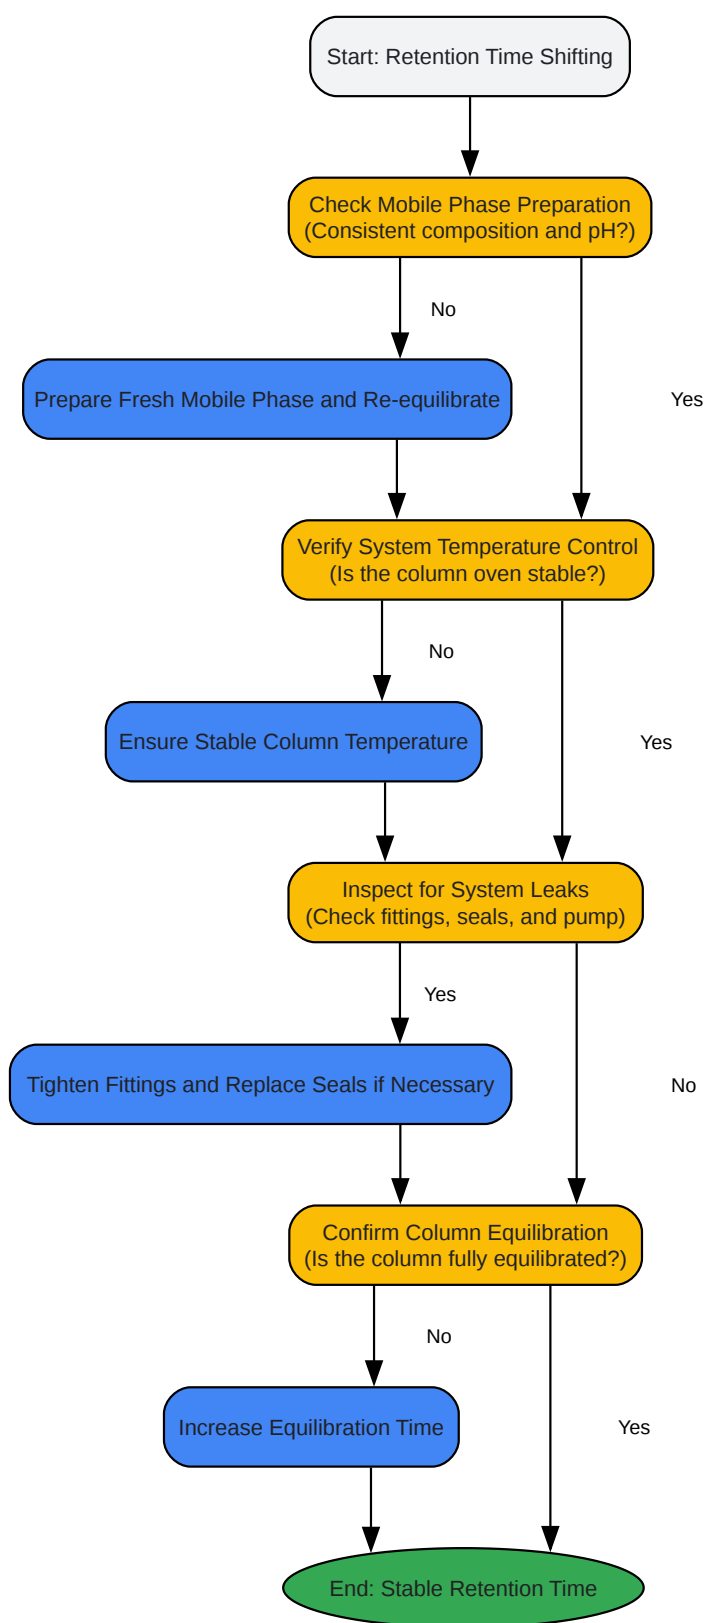 Start: Retention Time Shifting
Check Mobile Phase Preparation
(Consistent composition and pH?)
No
Prepare Fresh Mobile Phase and Re-equilibrate
Yes
Verify System Temperature Control
(Is the column oven stable?)
No
Ensure Stable Column Temperature
Yes
Inspect for System Leaks
(Check fittings, seals, and pump)
Yes
Tighten Fittings and Replace Seals if Necessary
No
Confirm Column Equilibration
(Is the column fully equilibrated?)
No
Increase Equilibration Time
Yes
End: Stable Retention Time